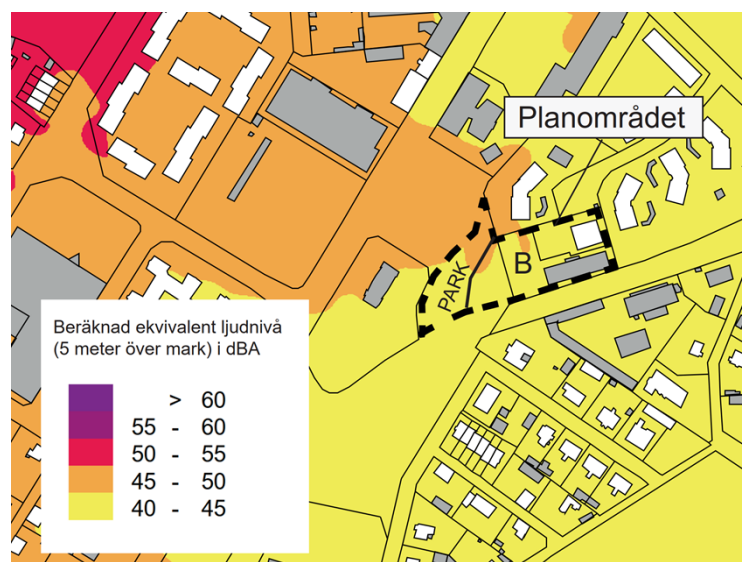 Planområdet
B
PARK
Beräknad ekvivalent ljudnivå
(5 meter över mark) i dBA
> 60
55 - 60
50 - 55
45 - 50
40 - 45